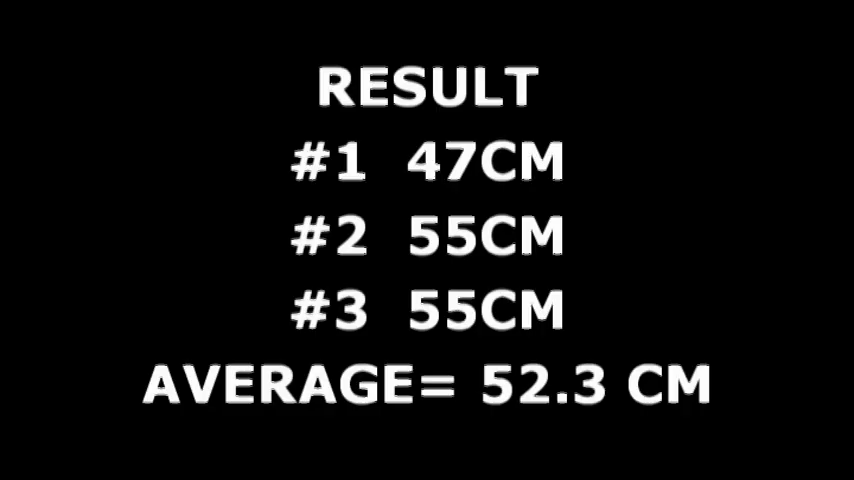 RESULT
#1 47CM
#2 55CM
#3 55CM
AVERAGE= 52.3 CM